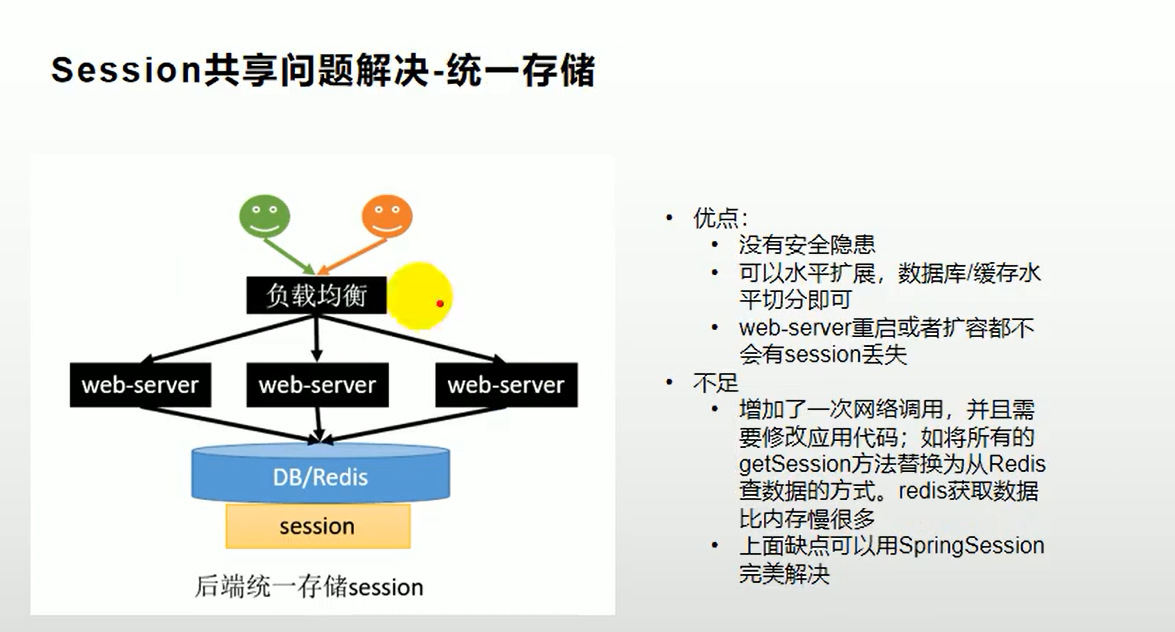 Session共享问题解决-统一存储
负载均衡
web-server
web-server
web-server
DB/Redis
session
后端统一存储session
• 优点：
• 没有安全隐患
• 可以水平扩展，数据库/缓存水
平切分即可
• web-server重启或者扩容都不
会有session丢失
• 不足
• 增加了一次网络调用，并且需
要修改应用代码；如将所有的
getSession方法替换为从Redis
查数据的方式。redis获取数据
比内存慢很多
• 上面缺点可以用SpringSession
完美解决